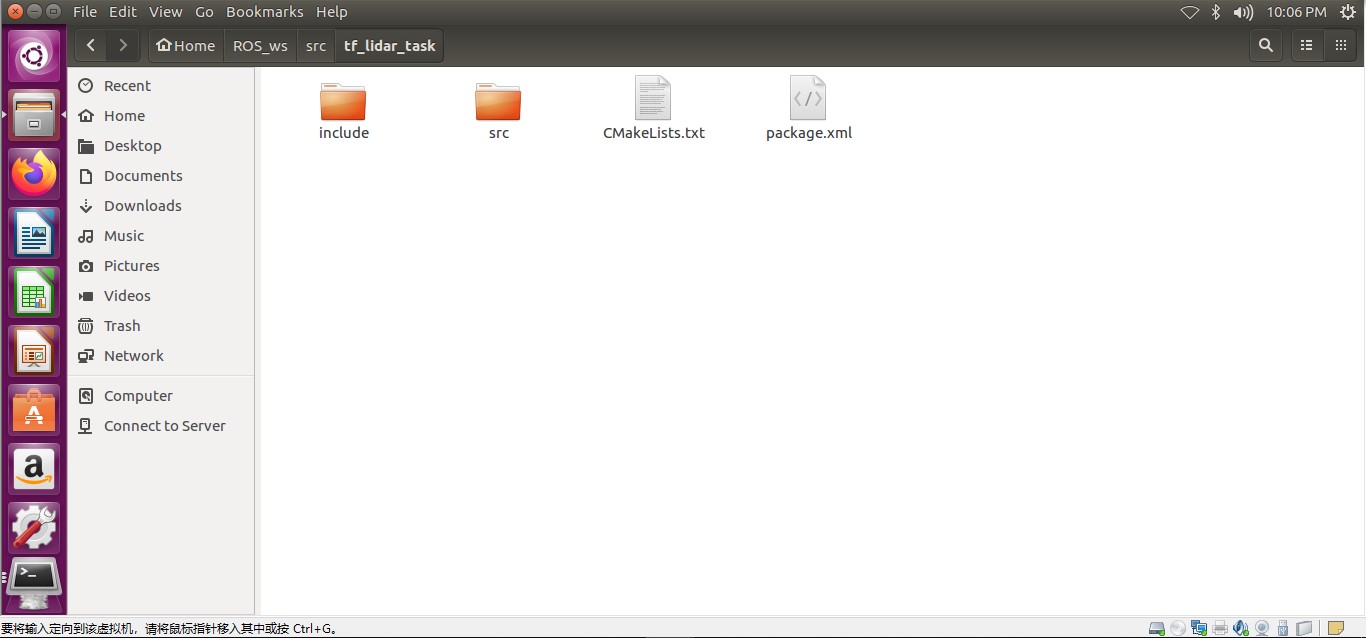 File Edit View Go Bookmarks Help 10:06 PM
Home ROS_ws src tf_lidar_task
Recent
Home
Desktop
Documents
Downloads
Music
Pictures
Videos
Trash
Network
Computer
Connect to Server
include src CMakeLists.txt package.xml
要将输入定向到该虚拟机，请将鼠标指针移入其中或按 Ctrl+G。